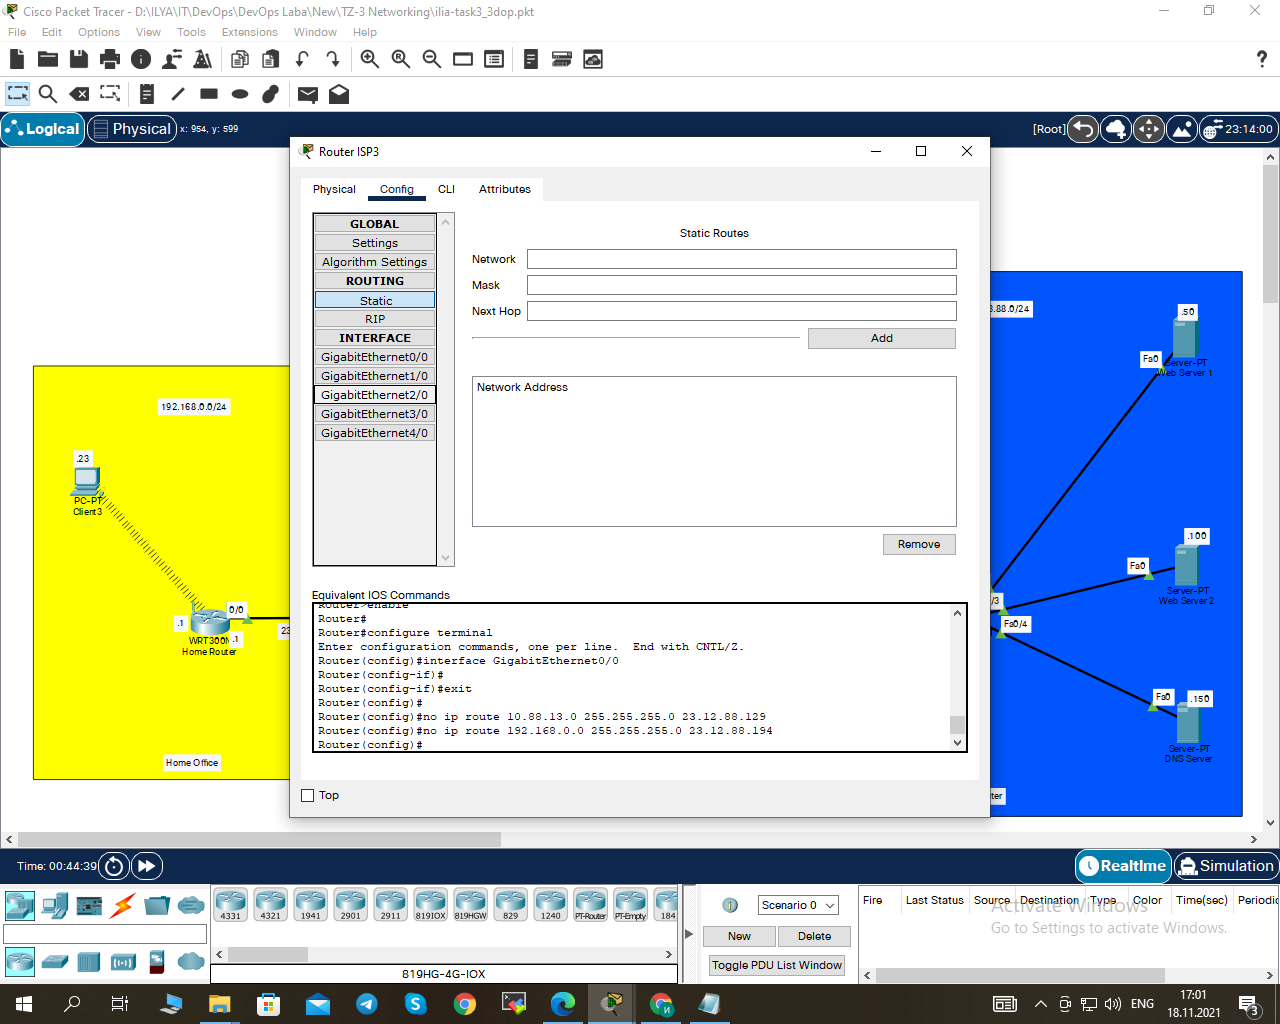 Cisco Packet Tracer - D:\ILYA\IT\DevOps\DevOps Laba\New\TZ-3 Networking\ilia-task3_3dop.pkt
File Edit Options View Tools Extensions Window Help
Logical
Physical
x: 954, y: 599
[Root]
23:14:00
Router ISP3
Physical Config CLI Attributes
GLOBAL
Settings
Algorithm Settings
ROUTING
Static
RIP
INTERFACE
GigabitEthernet0/0
GigabitEthernet1/0
GigabitEthernet2/0
GigabitEthernet3/0
GigabitEthernet4/0
Static Routes
Network
Mask
Next Hop
Add
Network Address
Remove
Equivalent IOS Commands
Router>enable
Router#
Router#configure terminal
Enter configuration commands, one per line. End with CNTL/Z.
Router(config)#interface GigabitEthernet0/0
Router(config-if)#
Router(config-if)#exit
Router(config)#
Router(config)#no ip route 10.88.13.0 255.255.255.0 23.12.88.129
Router(config)#no ip route 192.168.0.0 255.255.255.0 23.12.88.194
Router(config)#
Top
192.168.0.0/24
.23
PC-PT
Client3
0/0
.1
23
WRT300N
.1
Home Router
Home Office
.88.0/24
.50
Fa0
Server-PT
Web Server 1
.100
Fa0
Server-PT
Web Server 2
/3
Fa0/4
Fa0
.150
Server-PT
DNS Server
ter
Time: 00:44:39
Realtime
Simulation
4331 4321 1941 2901 2911 819IOX 819HGW 829 1240 PT-Router PT-Empty 184
819HG-4G-IOX
Scenario 0
New
Delete
Toggle PDU List Window
Fire Last Status Source Destination Type Color Time(sec) Periodic
Activate Windows
Go to Settings to activate Windows.
ENG
17:01
18.11.2021
3